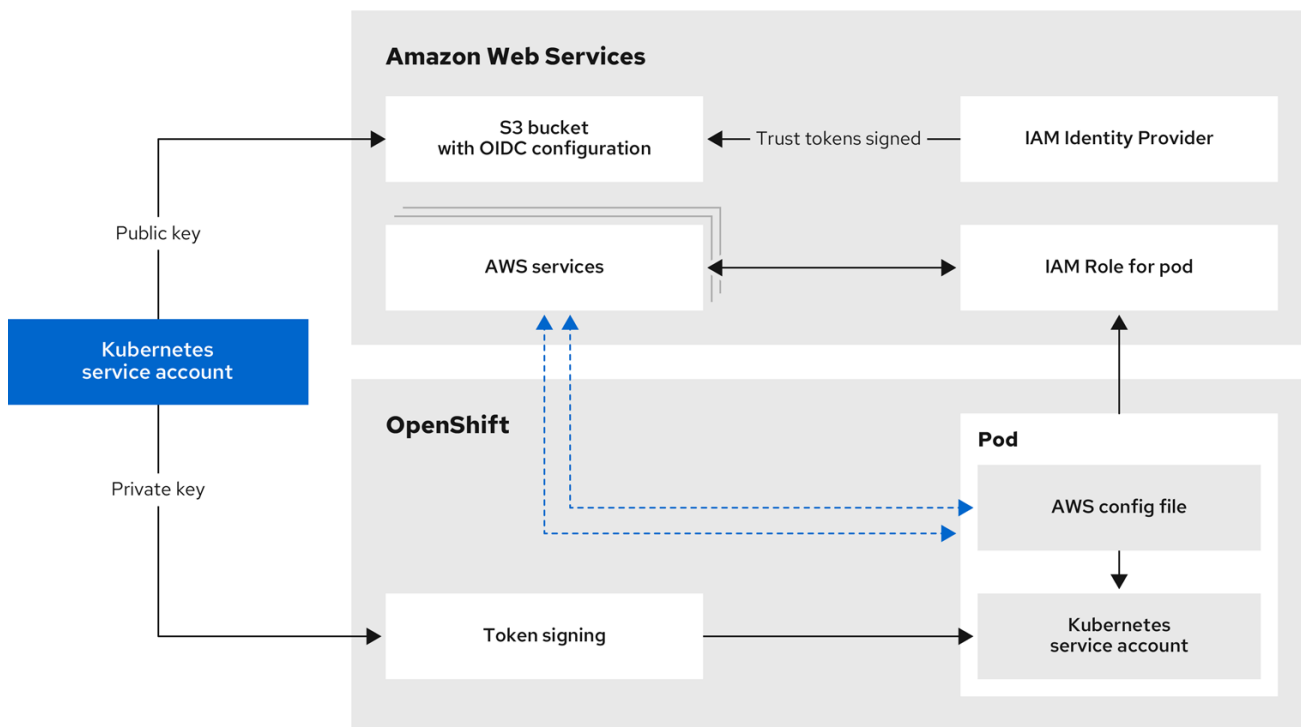 Amazon Web Services
S3 bucket
with OIDC configuration
Trust tokens signed
IAM Identity Provider
Public key
AWS services
IAM Role for pod
Kubernetes
service account
OpenShift
Pod
Private key
AWS config file
Token signing
Kubernetes
service account